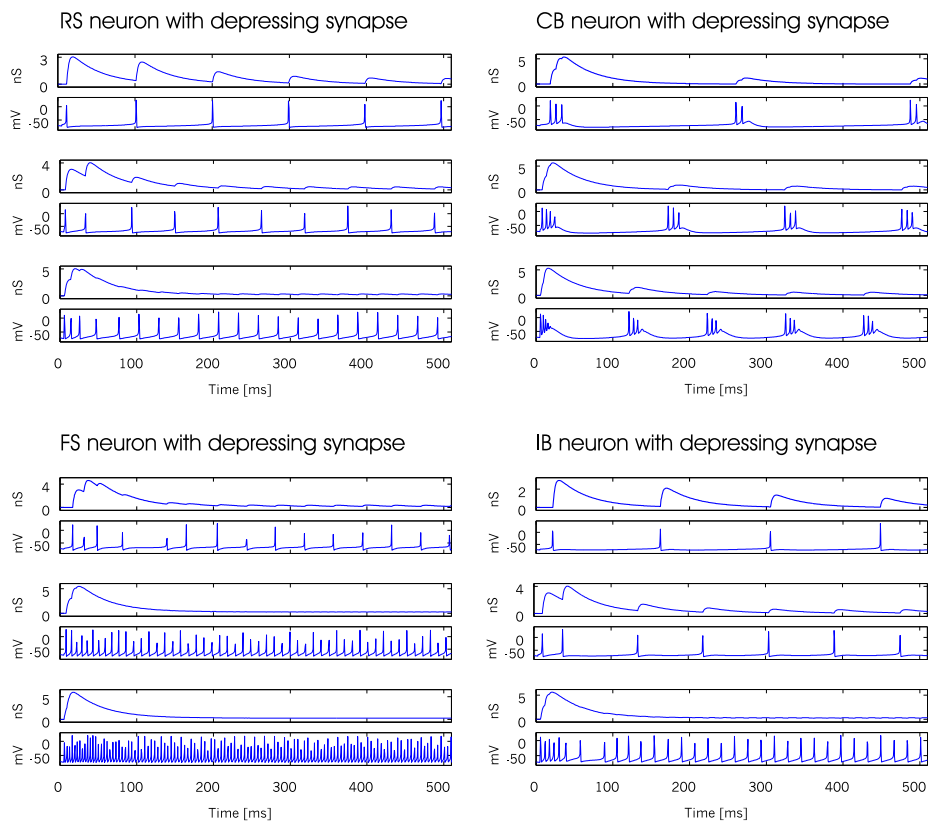 RS neuron with depressing synapse
3
nS
0
0
mV
-50
4
nS
0
0
mV
-50
5
nS
0
0
mV
-50
0 100 200 300 400 500
Time [ms]
CB neuron with depressing synapse
5
nS
0
0
mV
-50
5
nS
0
0
mV
-50
5
nS
0
0
mV
-50
0 100 200 300 400 500
Time [ms]
FS neuron with depressing synapse
4
nS
0
0
mV
-50
5
nS
0
0
mV
-50
5
nS
0
0
mV
-50
0 100 200 300 400 500
Time [ms]
IB neuron with depressing synapse
2
nS
0
0
mV
-50
4
nS
0
0
mV
-50
5
nS
0
0
mV
-50
0 100 200 300 400 500
Time [ms]